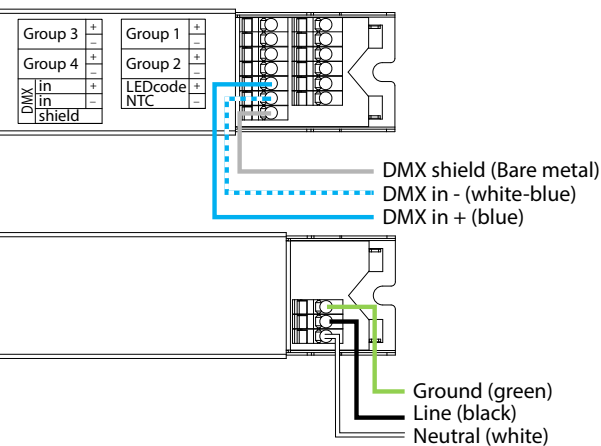 Group 3 + −
Group 1 + −
Group 4 + −
Group 2 + −
DMX
in +
in −
shield
LEDcode +
NTC −
DMX shield (Bare metal)
DMX in - (white-blue)
DMX in + (blue)
Ground (green)
Line (black)
Neutral (white)